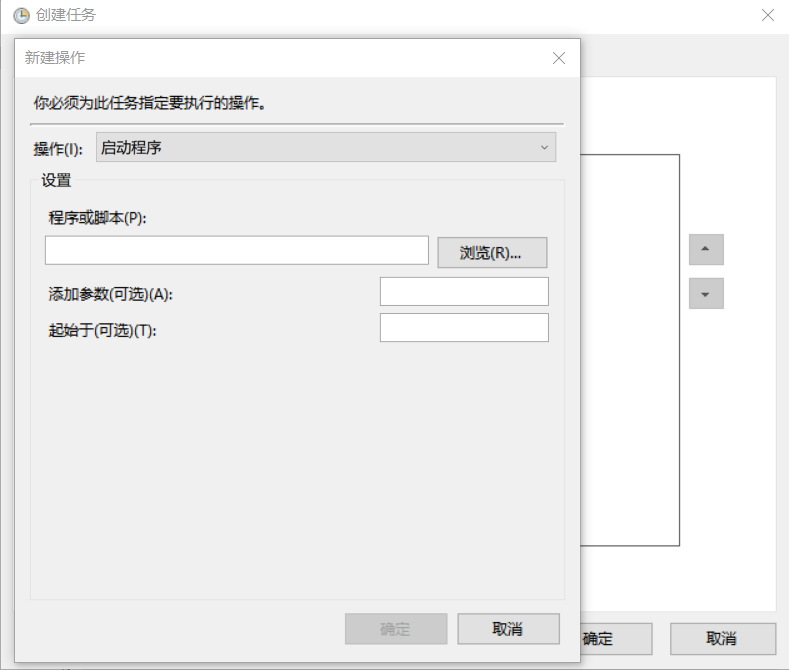 创建任务
新建操作
你必须为此任务指定要执行的操作。
操作(I):
启动程序
设置
程序或脚本(P):
浏览(R)...
添加参数(可选)(A):
起始于(可选)(T):
确定
取消
确定
取消